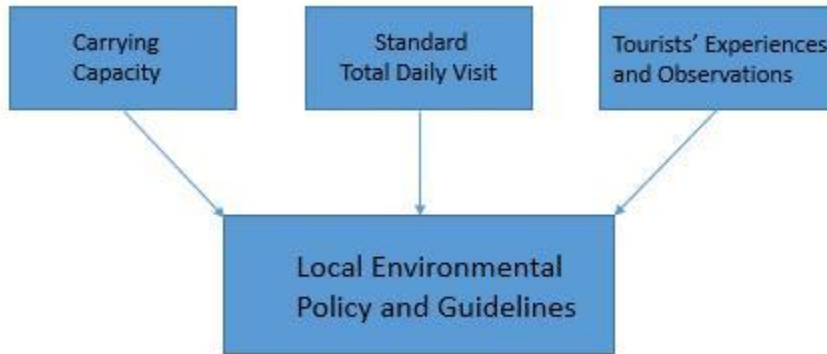 Carrying
Capacity
Standard
Total Daily Visit
Tourists’ Experiences
and Observations
Local Environmental
Policy and Guidelines